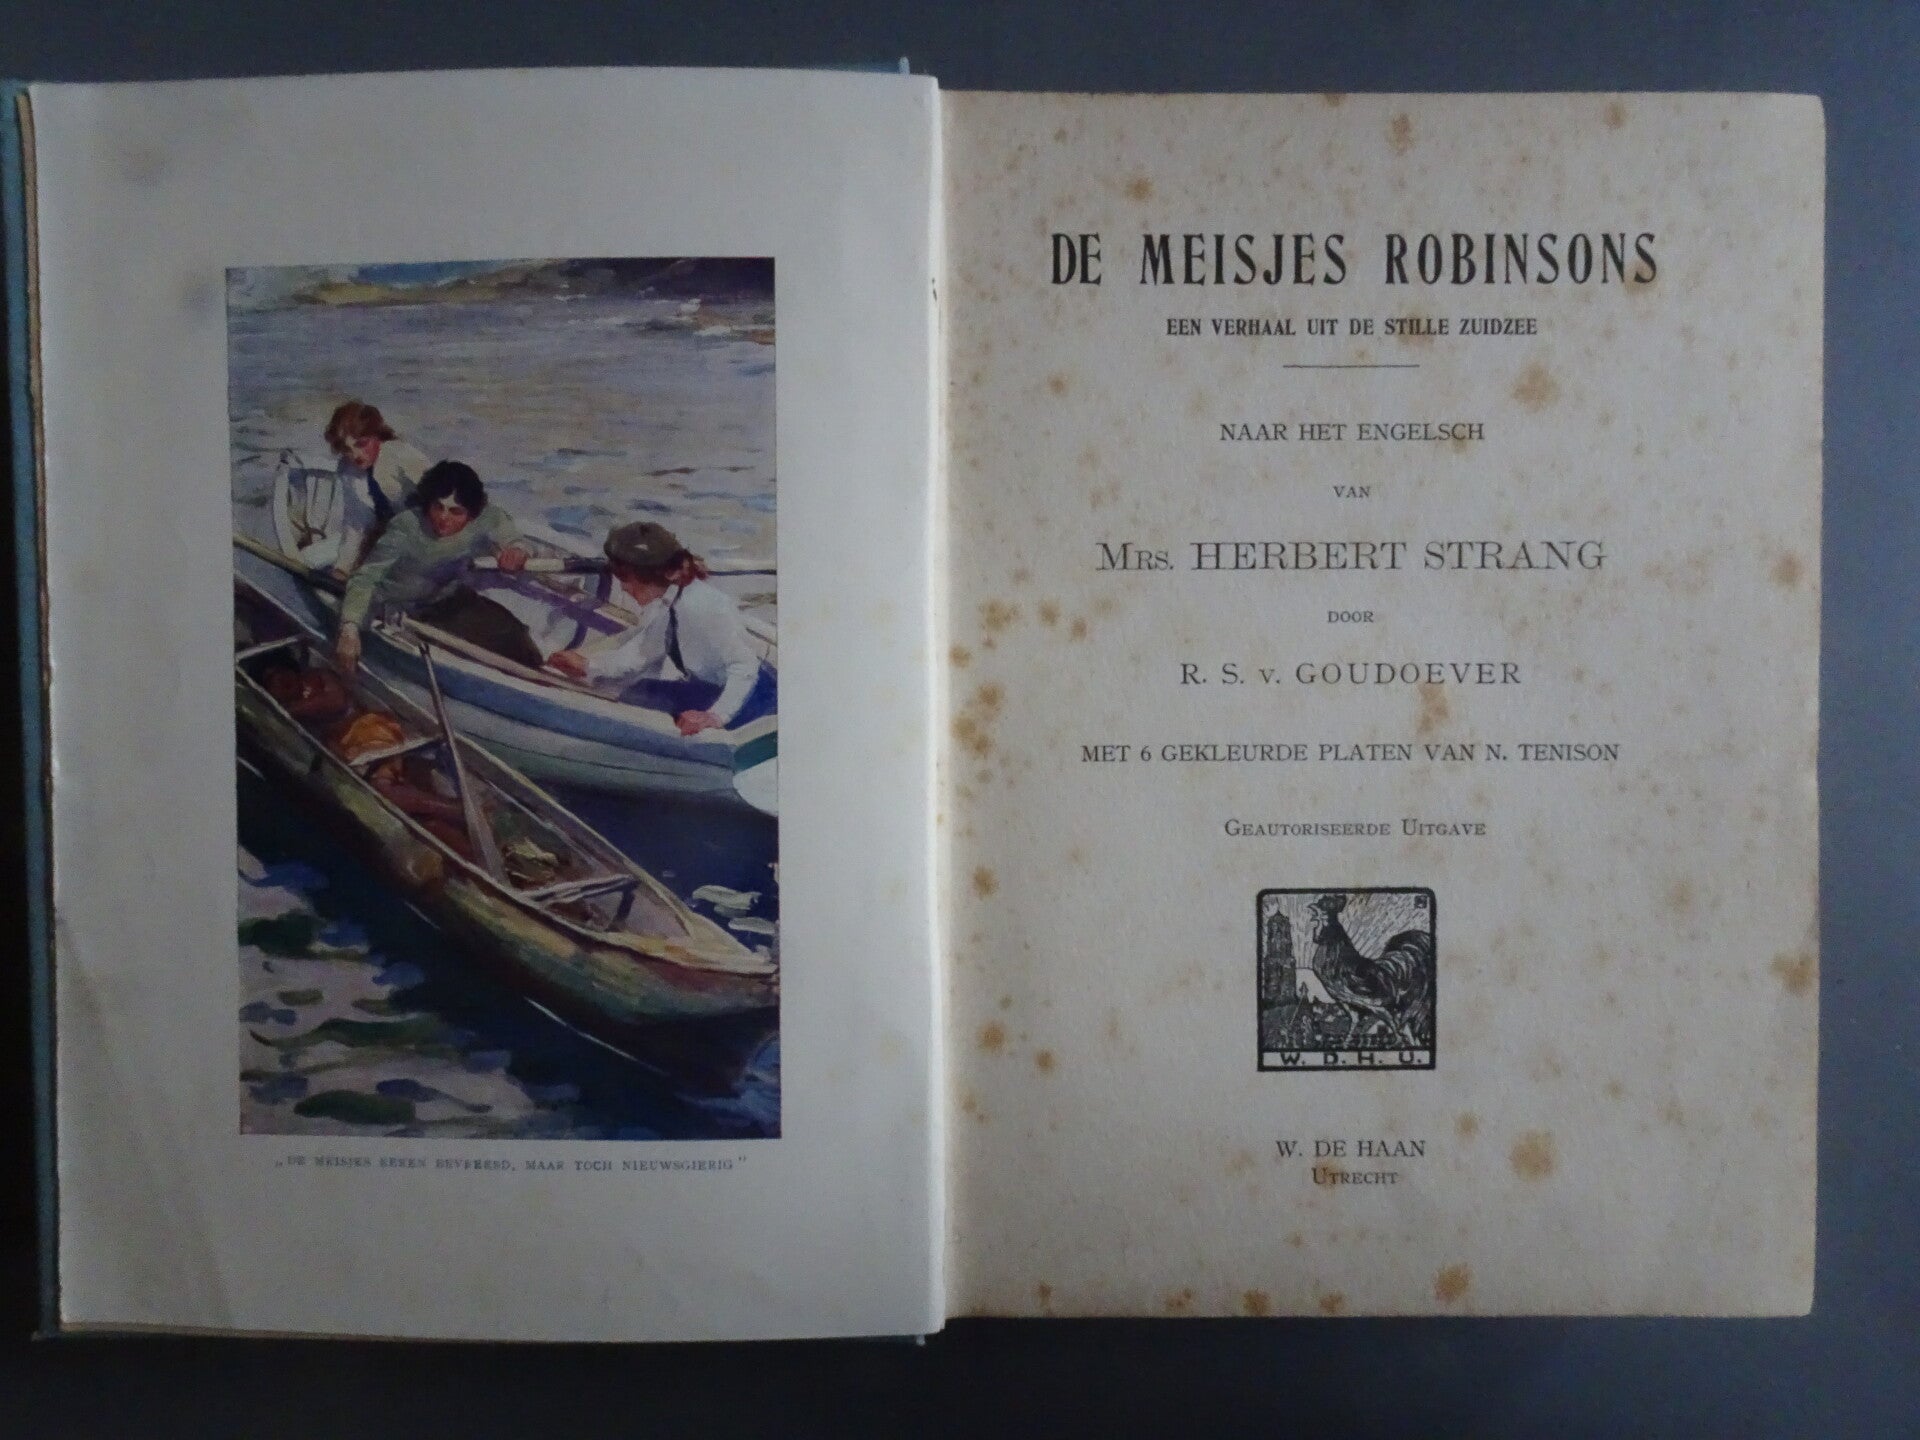 „DE MEISJES KEKEN BEVREESD, MAAR TOCH NIEUWSGIERIG"
DE MEISJES ROBINSONS
EEN VERHAAL UIT DE STILLE ZUIDZEE
NAAR HET ENGELSCH
VAN
MRS. HERBERT STRANG
DOOR
R. S. v. GOUDOEVER
MET 6 GEKLEURDE PLATEN VAN N. TENISON
GEAUTORISEERDE UITGAVE
W. D. H. U.
W. DE HAAN
UTRECHT